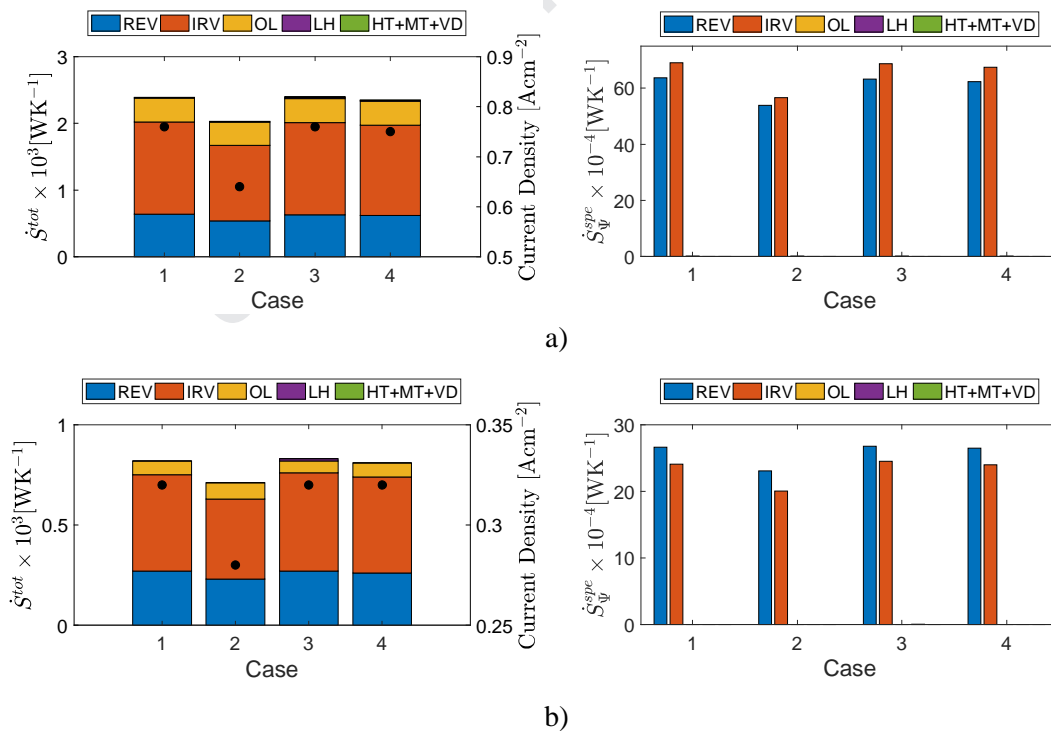 REV IRV OL LH HT+MT+VD
REV IRV OL LH HT+MT+VD
3
2
1
0
0.9
0.8
0.7
0.6
0.5
60
40
20
0
Ṡ^{tot} × 10^3[WK^{−1}]
Current Density [Acm^{−2}]
Ṡ_Ψ^{spe} × 10^{−4}[WK^{−1}]
1 2 3 4
1 2 3 4
Case
Case
a)
REV IRV OL LH HT+MT+VD
REV IRV OL LH HT+MT+VD
1
0.5
0
0.35
0.3
0.25
30
20
10
0
Ṡ^{tot} × 10^3[WK^{−1}]
Current Density [Acm^{−2}]
Ṡ_Ψ^{spe} × 10^{−4}[WK^{−1}]
1 2 3 4
1 2 3 4
Case
Case
b)